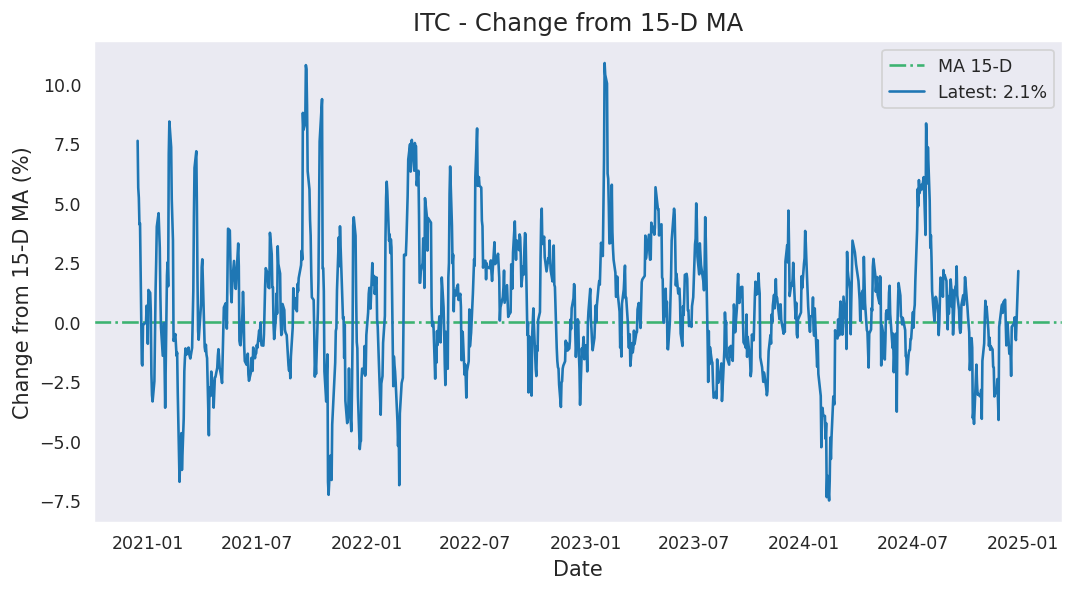 ITC - Change from 15-D MA
MA 15-D
Latest: 2.1%
Change from 15-D MA (%)
10.0
7.5
5.0
2.5
0.0
−2.5
−5.0
−7.5
2021-01 2021-07 2022-01 2022-07 2023-01 2023-07 2024-01 2024-07 2025-01
Date